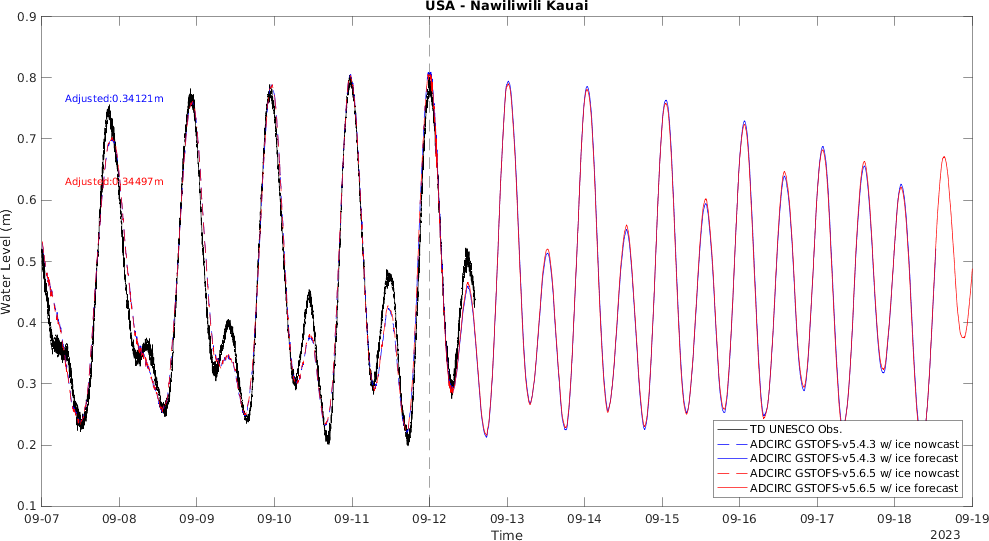 USA - Nawiliwili Kauai
0.9
0.8
0.7
0.6
0.5
0.4
0.3
0.2
0.1
Water Level (m)
Adjusted:0.34121m
Adjusted:0.34497m
TD UNESCO Obs.
ADCIRC GSTOFS-v5.4.3 w/ ice nowcast
ADCIRC GSTOFS-v5.4.3 w/ ice forecast
ADCIRC GSTOFS-v5.6.5 w/ ice nowcast
ADCIRC GSTOFS-v5.6.5 w/ ice forecast
09-07 09-08 09-09 09-10 09-11 09-12 09-13 09-14 09-15 09-16 09-17 09-18 09-19
Time
2023